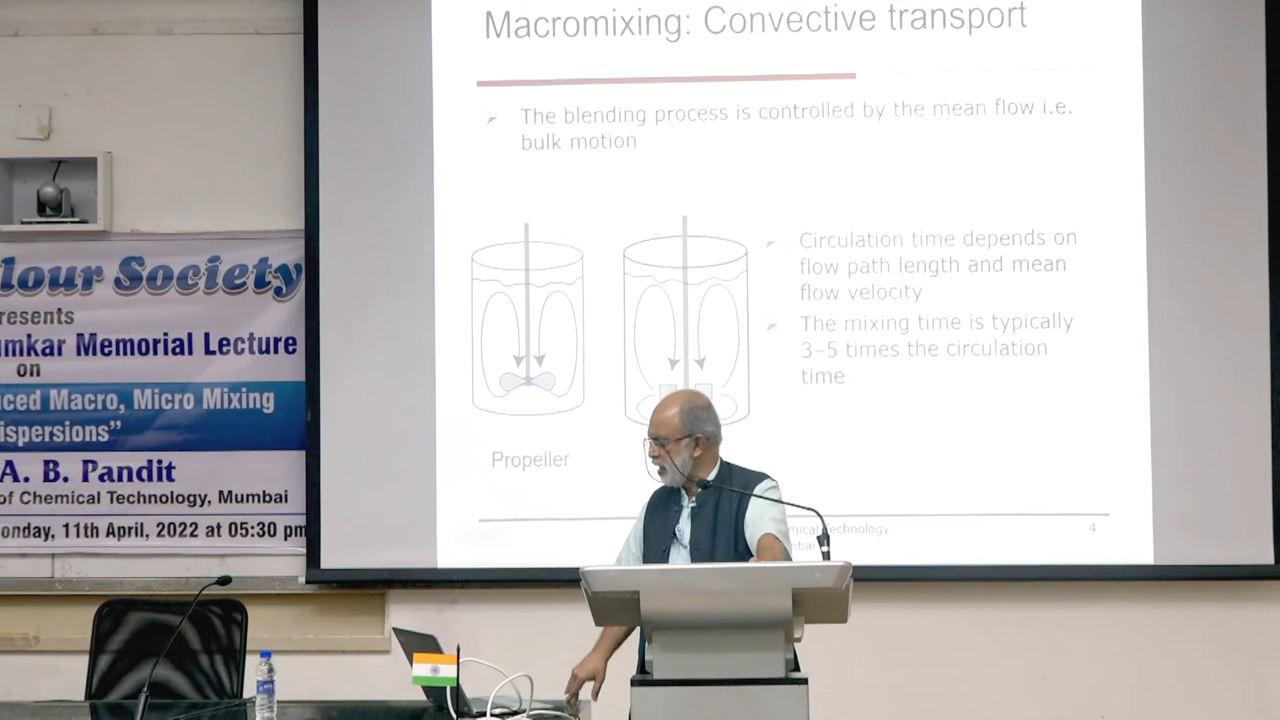 Macromixing: Convective transport
The blending process is controlled by the mean flow i.e.
bulk motion
Circulation time depends on
flow path length and mean
flow velocity
The mixing time is typically
3–5 times the circulation
time
Propeller
Technology
4
lour Society
resents
mkar Memorial Lecture
on
ced Macro, Micro Mixing
ispersions”
A. B. Pandit
of Chemical Technology, Mumbai
onday, 11th April, 2022 at 05:30 pm